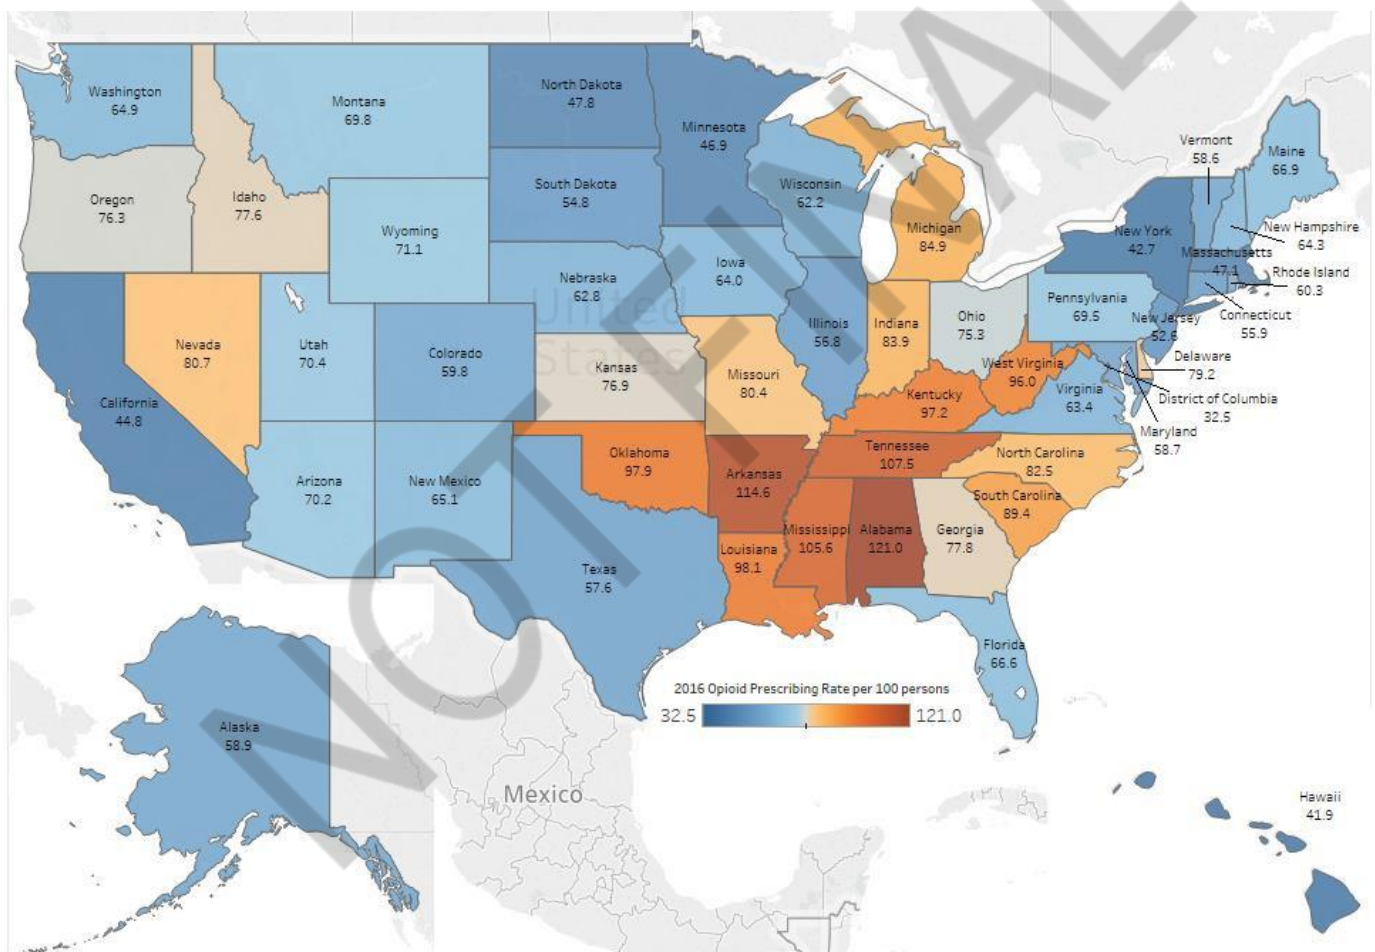 Washington
64.9
Montana
69.8
North Dakota
47.8
Minnesota
46.9
Vermont
58.6
Maine
66.9
Oregon
76.3
Idaho
77.6
Wyoming
71.1
South Dakota
54.8
Wisconsin
62.2
Michigan
84.9
New York
42.7
New Hampshire
64.3
Massachusetts
47.1
Rhode Island
60.3
Connecticut
55.9
Nebraska
62.8
Iowa
64.0
Pennsylvania
69.5
New Jersey
52.6
Nevada
80.7
Utah
70.4
Colorado
59.8
United
States
Kansas
76.9
Missouri
80.4
Illinois
56.8
Indiana
83.9
Ohio
75.3
West Virginia
96.0
Delaware
79.2
District of Columbia
32.5
Maryland
58.7
Virginia
63.4
Kentucky
97.2
California
44.8
Arizona
70.2
New Mexico
65.1
Oklahoma
97.9
Arkansas
114.6
Tennessee
107.5
North Carolina
82.5
South Carolina
89.4
Mississippi
105.6
Alabama
121.0
Georgia
77.8
Louisiana
98.1
Texas
57.6
Florida
66.6
2016 Opioid Prescribing Rate per 100 persons
32.5 121.0
Alaska
58.9
Mexico
Hawaii
41.9
NOT FINAL